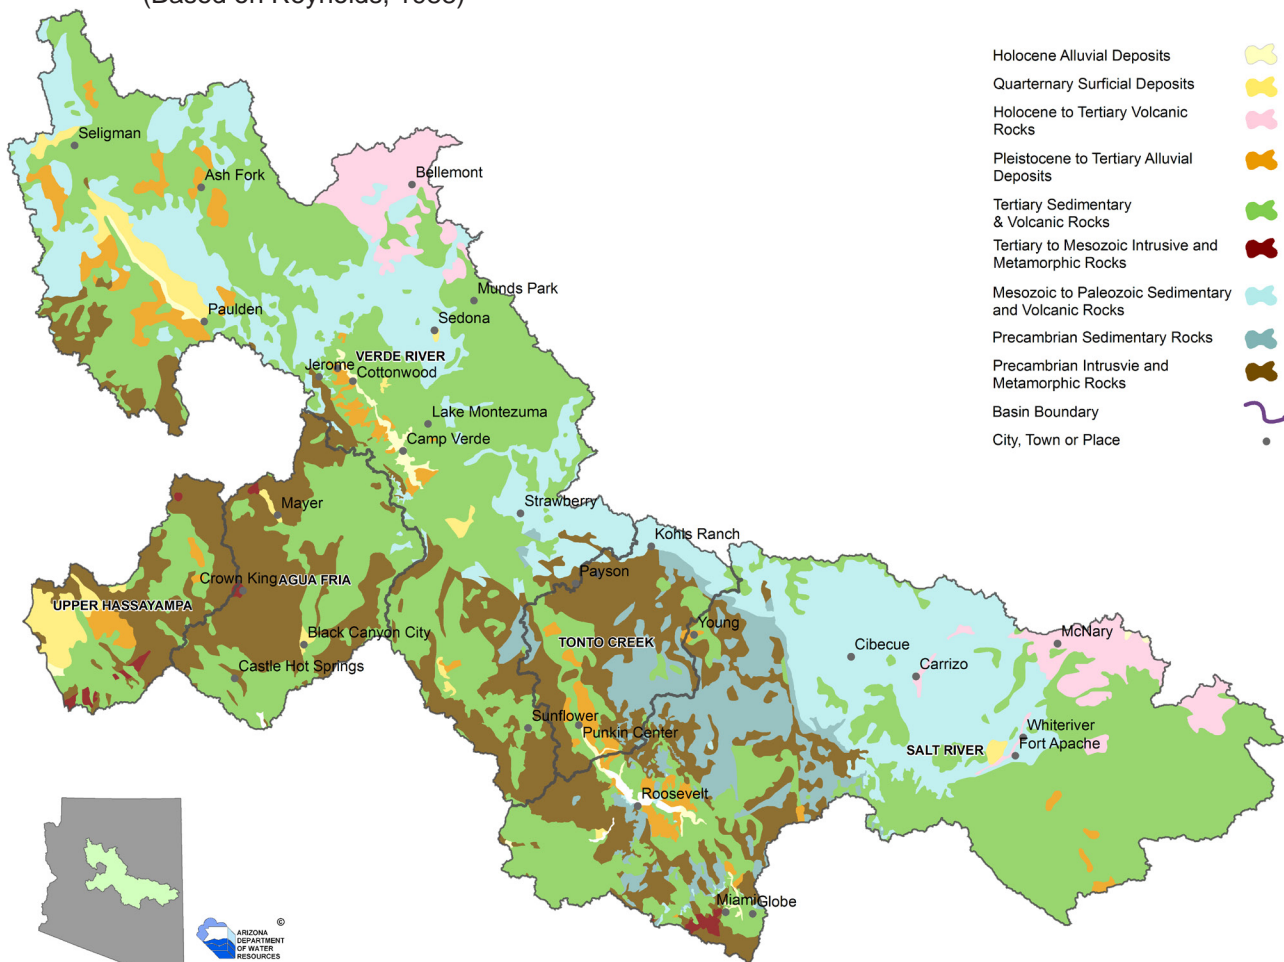 (Based on Reynolds, 1988)
Holocene Alluvial Deposits
Quarternary Surficial Deposits
Holocene to Tertiary Volcanic
Rocks
Pleistocene to Tertiary Alluvial
Deposits
Tertiary Sedimentary
& Volcanic Rocks
Tertiary to Mesozoic Intrusive and
Metamorphic Rocks
Mesozoic to Paleozoic Sedimentary
and Volcanic Rocks
Precambrian Sedimentary Rocks
Precambrian Intrusvie and
Metamorphic Rocks
Basin Boundary
City, Town or Place
Seligman
Ash Fork
Bellemont
Munds Park
Paulden
Sedona
VERDE RIVER
Jerome
Cottonwood
Lake Montezuma
Camp Verde
Strawberry
Mayer
Kohls Ranch
Payson
Crown King
AGUA FRIA
UPPER HASSAYAMPA
Black Canyon City
Castle Hot Springs
TONTO CREEK
Young
Cibecue
McNary
Carrizo
Sunflower
Punkin Center
Whiteriver
SALT RIVER
Fort Apache
Roosevelt
Miami
Globe
©
ARIZONA
DEPARTMENT
OF WATER
RESOURCES